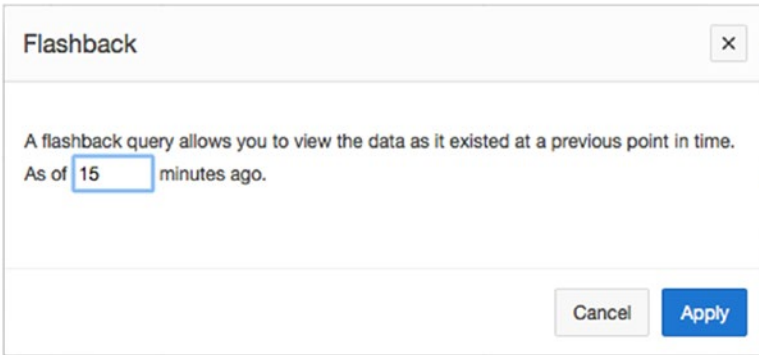 Flashback
A flashback query allows you to view the data as it existed at a previous point in time.
As of 15 minutes ago.
Cancel Apply